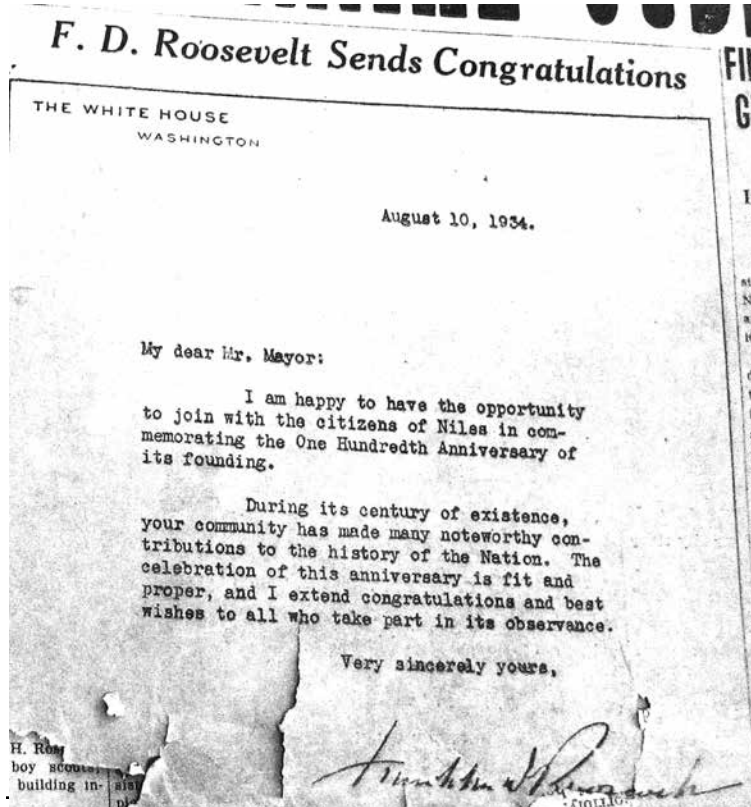 F. D. Roosevelt Sends Congratulations
THE WHITE HOUSE
WASHINGTON
August 10, 1934.
My dear Mr. Mayor:
I am happy to have the opportunity
to join with the citizens of Niles in com-
memorating the One Hundredth Anniversary of
its founding.
During its century of existence,
your community has made many noteworthy con-
tributions to the history of the Nation. The
celebration of this anniversary is fit and
proper, and I extend congratulations and best
wishes to all who take part in its observance.
Very sincerely yours,
Franklin D Roosevelt
H.
boy scouts,
building in-